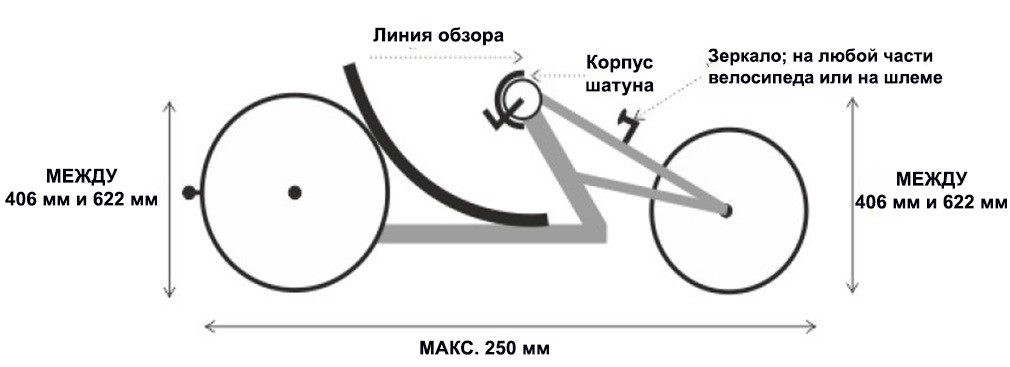 Линия обзора
Корпус
шатуна
Зеркало; на любой части
велосипеда или на шлеме
МЕЖДУ
406 мм и 622 мм
МЕЖДУ
406 мм и 622 мм
МАКС. 250 мм